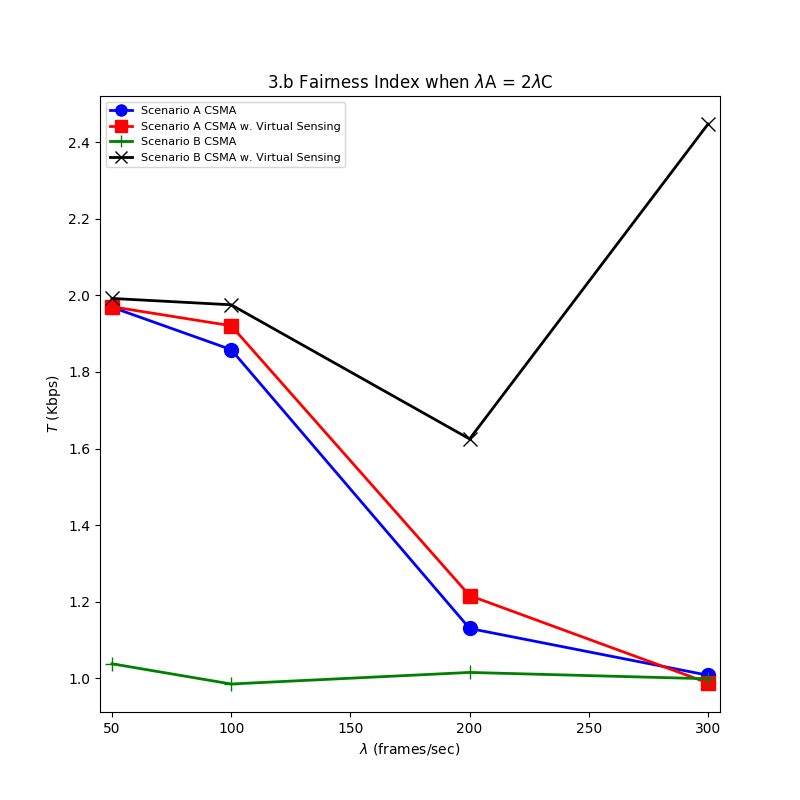 3.b Fairness Index when λA = 2λC
Scenario A CSMA
Scenario A CSMA w. Virtual Sensing
Scenario B CSMA
Scenario B CSMA w. Virtual Sensing
2.4
2.2
2.0
1.8
1.6
1.4
1.2
1.0
T (Kbps)
50 100 150 200 250 300
λ (frames/sec)